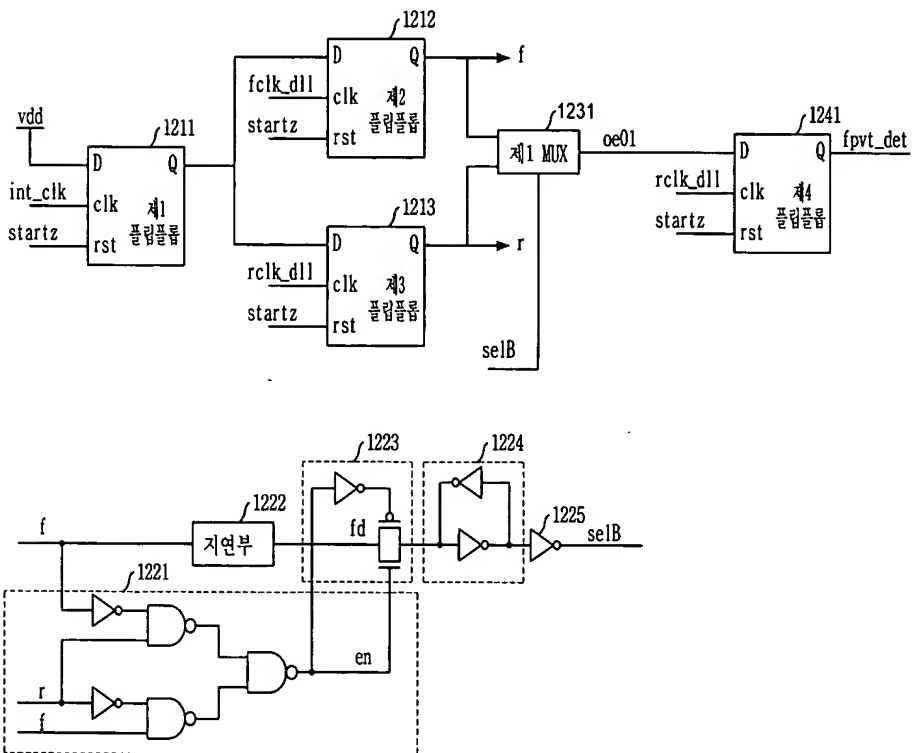 1212
D Q
f
fclk_dll
clk
제2
플립플롭
startz
rst
vdd
1211
D Q
int_clk
clk
제1
플립플롭
startz
rst
1231
제1 MUX
oe01
1241
D Q
fpvt_det
rclk_dll
clk
제4
플립플롭
startz
rst
1213
D Q
r
rclk_dll
clk
제3
플립플롭
startz
rst
selB
1223
1224
1222
f
지연부
fd
1225
selB
1221
en
r
f